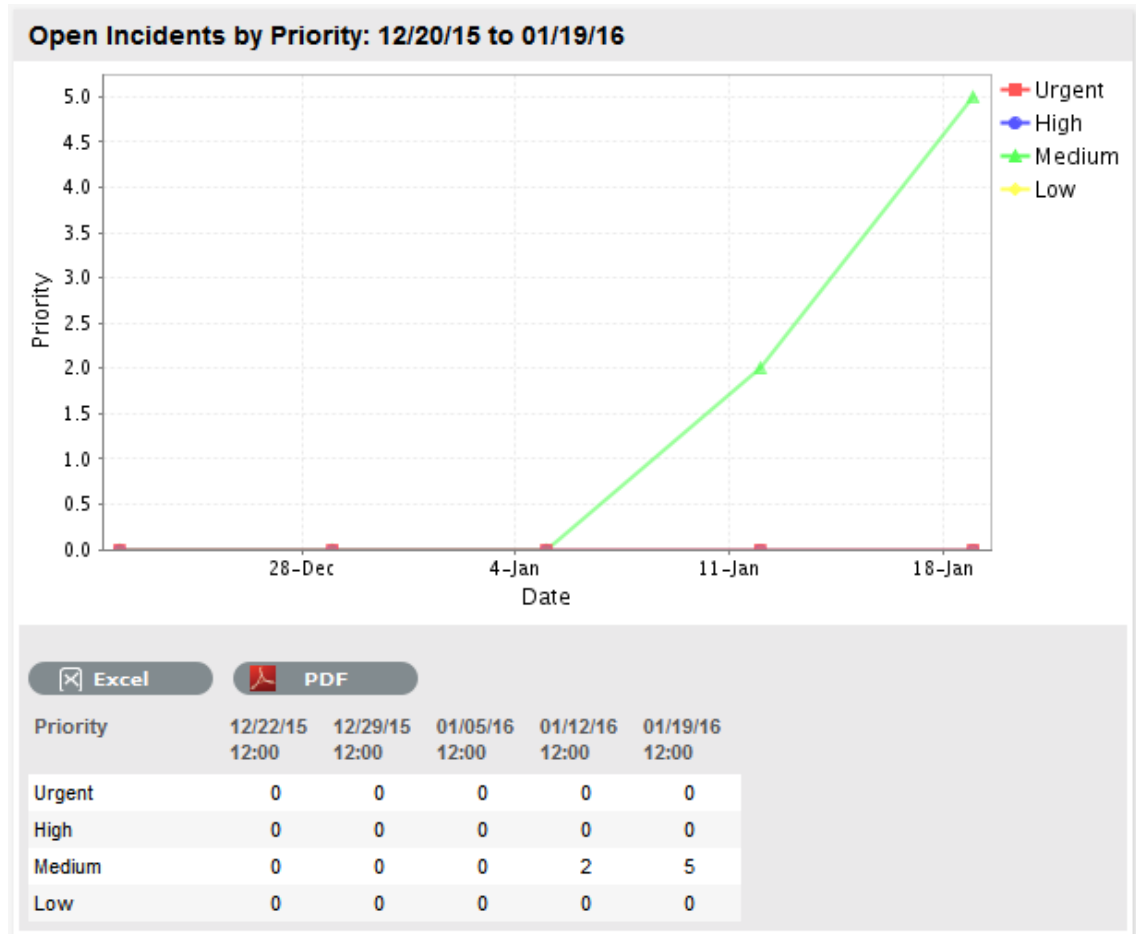 Open Incidents by Priority: 12/20/15 to 01/19/16
5.0
4.5
4.0
3.5
3.0
2.5
2.0
1.5
1.0
0.5
0.0
Priority
28-Dec 4-Jan 11-Jan 18-Jan
Date
Urgent
High
Medium
Low
Excel PDF
Priority 12/22/15 12/29/15 01/05/16 01/12/16 01/19/16
12:00 12:00 12:00 12:00 12:00
Urgent 0 0 0 0 0
High 0 0 0 0 0
Medium 0 0 0 2 5
Low 0 0 0 0 0